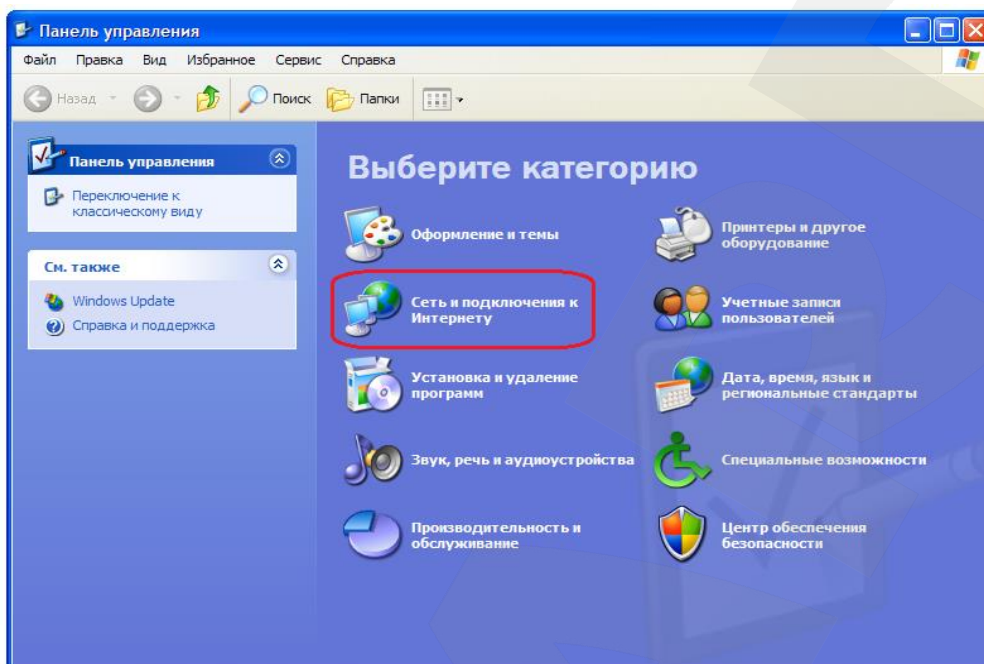 Панель управления
Файл Правка Вид Избранное Сервис Справка
Назад Поиск Папки
Панель управления
Переключение к
классическому виду
См. также
Windows Update
Справка и поддержка
Выберите категорию
Оформление и темы
Принтеры и другое
оборудование
Сеть и подключения к
Интернету
Учетные записи
пользователей
Установка и удаление
программ
Дата, время, язык и
региональные стандарты
Звук, речь и аудиоустройства
Специальные возможности
Производительность и
обслуживание
Центр обеспечения
безопасности